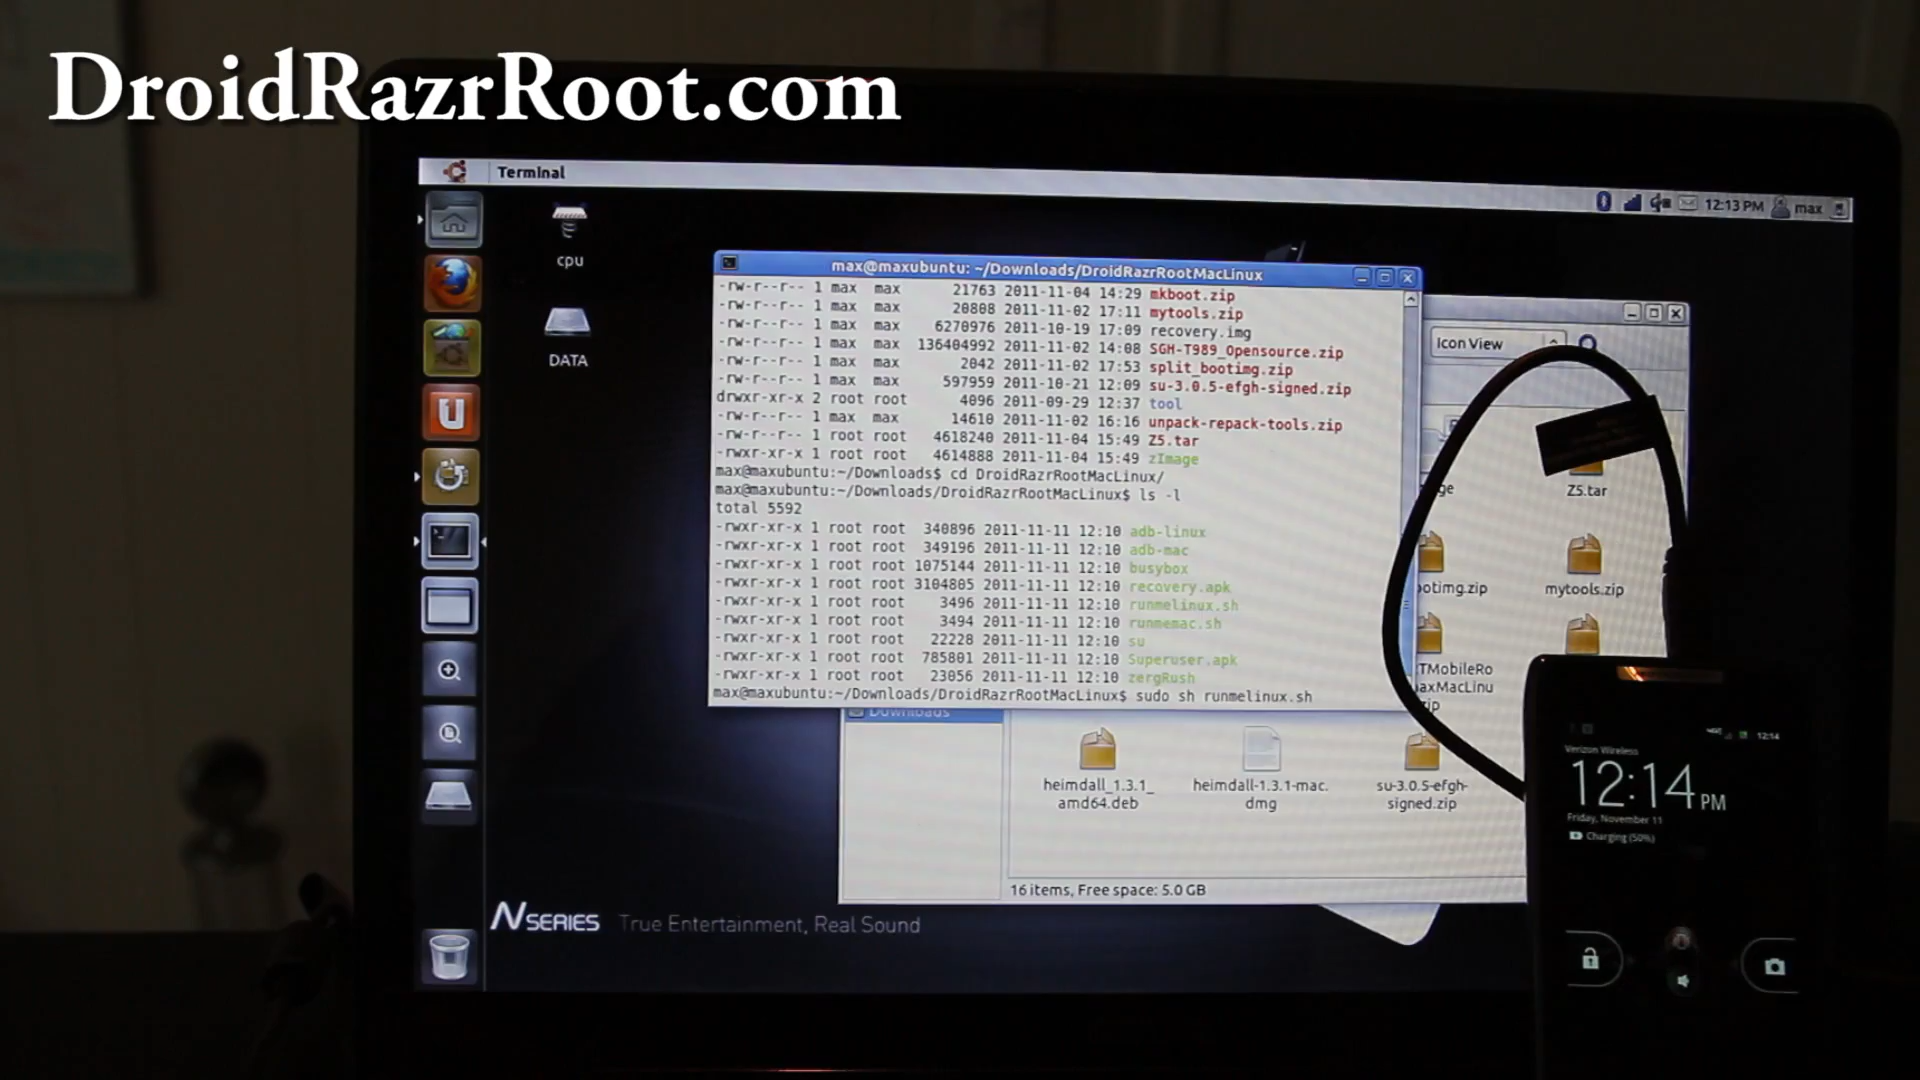 DroidRazrRoot.com
Terminal
12:13 PM max
cpu
DATA
max@maxubuntu: ~/Downloads/DroidRazrRootMacLinux
-rw-r--r-- 1 max max 21763 2011-11-04 14:29 mkboot.zip
-rw-r--r-- 1 max max 20808 2011-11-02 17:11 mytools.zip
-rw-r--r-- 1 max max 6270976 2011-10-19 17:09 recovery.img
-rw-r--r-- 1 max max 136404992 2011-11-02 14:08 SGH-T989_Opensource.zip
-rw-r--r-- 1 max max 2042 2011-11-02 17:53 split_bootimg.zip
-rw-r--r-- 1 max max 597959 2011-10-21 12:09 su-3.0.5-efgh-signed.zip
drwxr-xr-x 2 root root 4096 2011-09-29 12:37 tool
-rw-r--r-- 1 max max 14610 2011-11-02 16:16 unpack-repack-tools.zip
-rw-r--r-- 1 root root 4618240 2011-11-04 15:49 Z5.tar
-rwxr-xr-x 1 root root 4614888 2011-11-04 15:49 zImage
max@maxubuntu:~/Downloads$ cd DroidRazrRootMacLinux/
max@maxubuntu:~/Downloads/DroidRazrRootMacLinux$ ls -l
total 5592
-rwxr-xr-x 1 root root 340896 2011-11-11 12:10 adb-linux
-rwxr-xr-x 1 root root 349196 2011-11-11 12:10 adb-mac
-rwxr-xr-x 1 root root 1075144 2011-11-11 12:10 busybox
-rwxr-xr-x 1 root root 3104805 2011-11-11 12:10 recovery.apk
-rwxr-xr-x 1 root root 3496 2011-11-11 12:10 runmelinux.sh
-rwxr-xr-x 1 root root 3494 2011-11-11 12:10 runmemac.sh
-rwxr-xr-x 1 root root 22228 2011-11-11 12:10 su
-rwxr-xr-x 1 root root 785801 2011-11-11 12:10 Superuser.apk
-rwxr-xr-x 1 root root 23056 2011-11-11 12:10 zergRush
max@maxubuntu:~/Downloads/DroidRazrRootMacLinux$ sudo sh runmelinux.sh
Icon View
ge
Z5.tar
otimg.zip
mytools.zip
TMobileRo
axMacLinu
zip
Downloads
heimdall_1.3.1_
amd64.deb
heimdall-1.3.1-mac.
dmg
su-3.0.5-efgh-
signed.zip
16 items, Free space: 5.0 GB
NSERIES True Entertainment, Real Sound
12:14
Verizon Wireless
12:14 PM
Friday, November 11
Charging (50%)